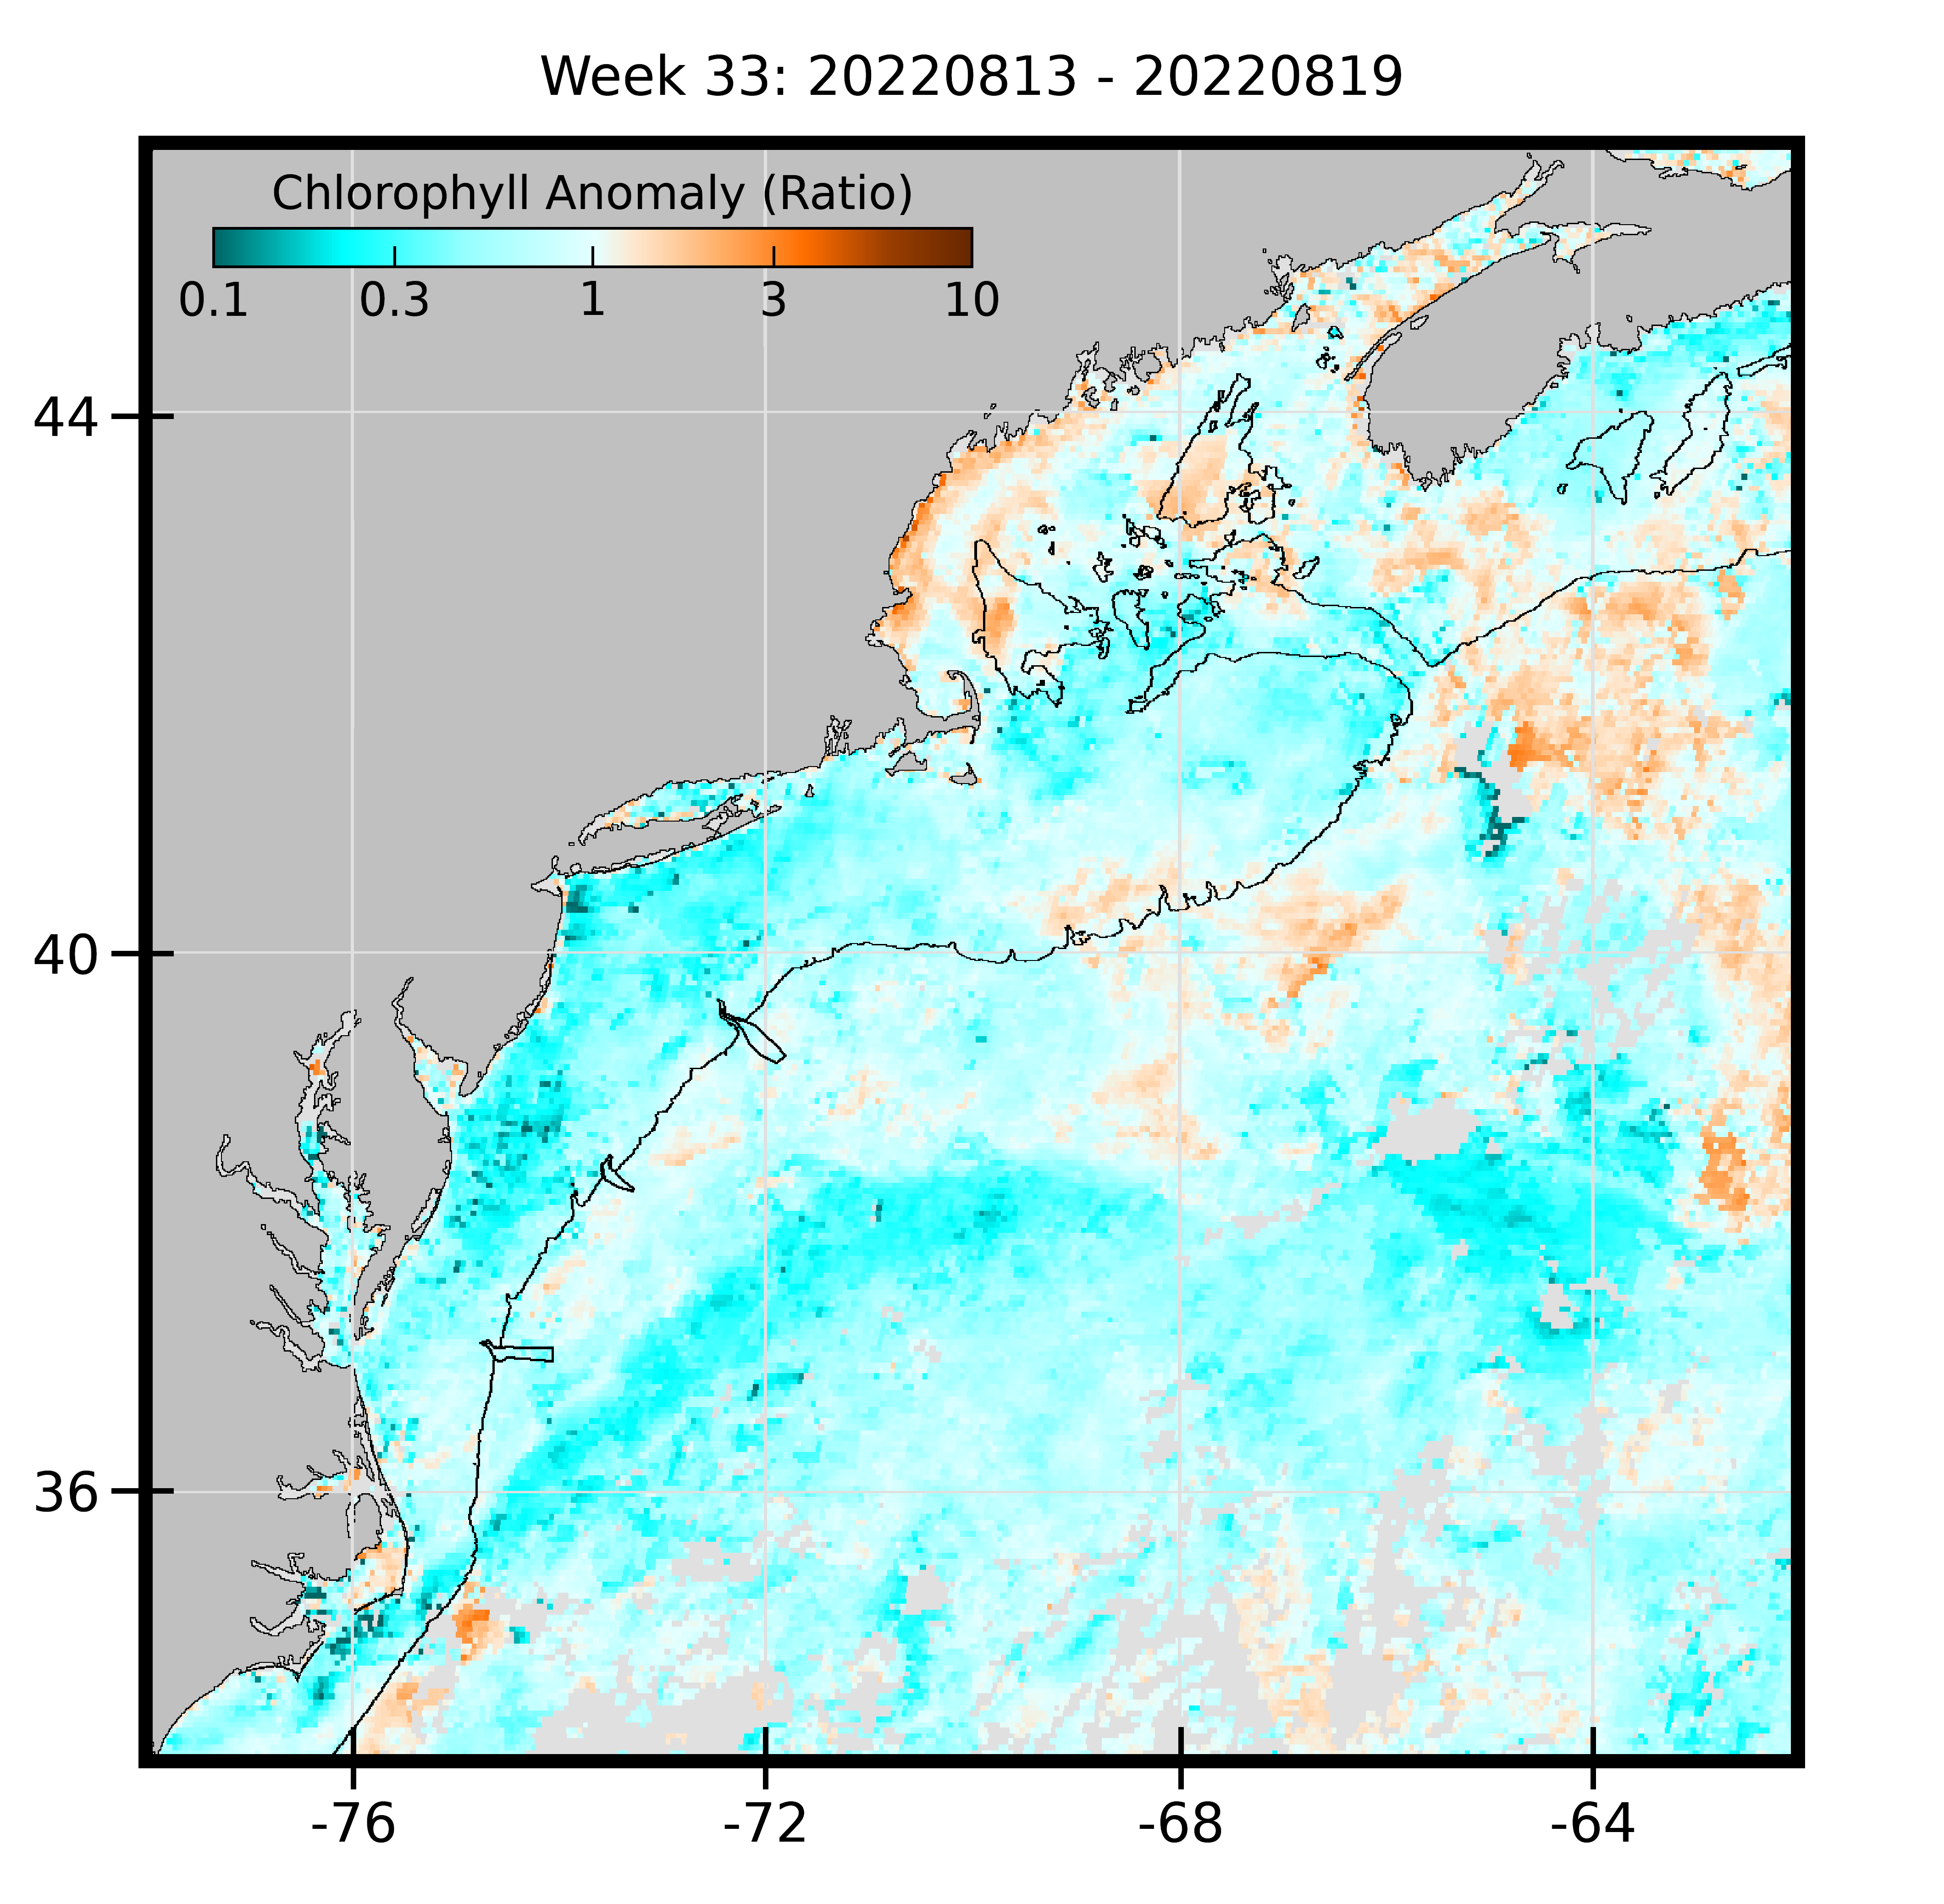 Week 33: 20220813 - 20220819
Chlorophyll Anomaly (Ratio)
0.1 0.3 1 3 10
44
40
36
-76 -72 -68 -64